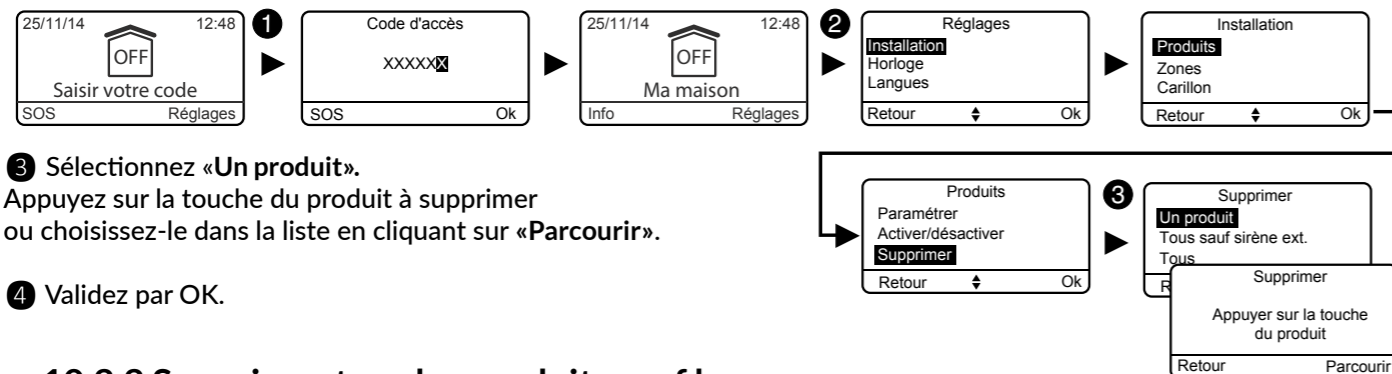 25/11/14 12:48
OFF
Saisir votre code
SOS Réglages
1
Code d'accès
XXXXXX
SOS Ok
25/11/14 12:48
OFF
Ma maison
Info Réglages
2
Réglages
Installation
Horloge
Langues
Retour Ok
Installation
Produits
Zones
Carillon
Retour Ok
3 Sélectionnez «Un produit».
Appuyez sur la touche du produit à supprimer
ou choisissez-le dans la liste en cliquant sur «Parcourir».
4 Validez par OK.
Produits
Paramétrer
Activer/désactiver
Supprimer
Retour Ok
3
Supprimer
Un produit
Tous sauf sirène ext.
Tous
Supprimer
Appuyer sur la touche
du produit
Retour Parcourir